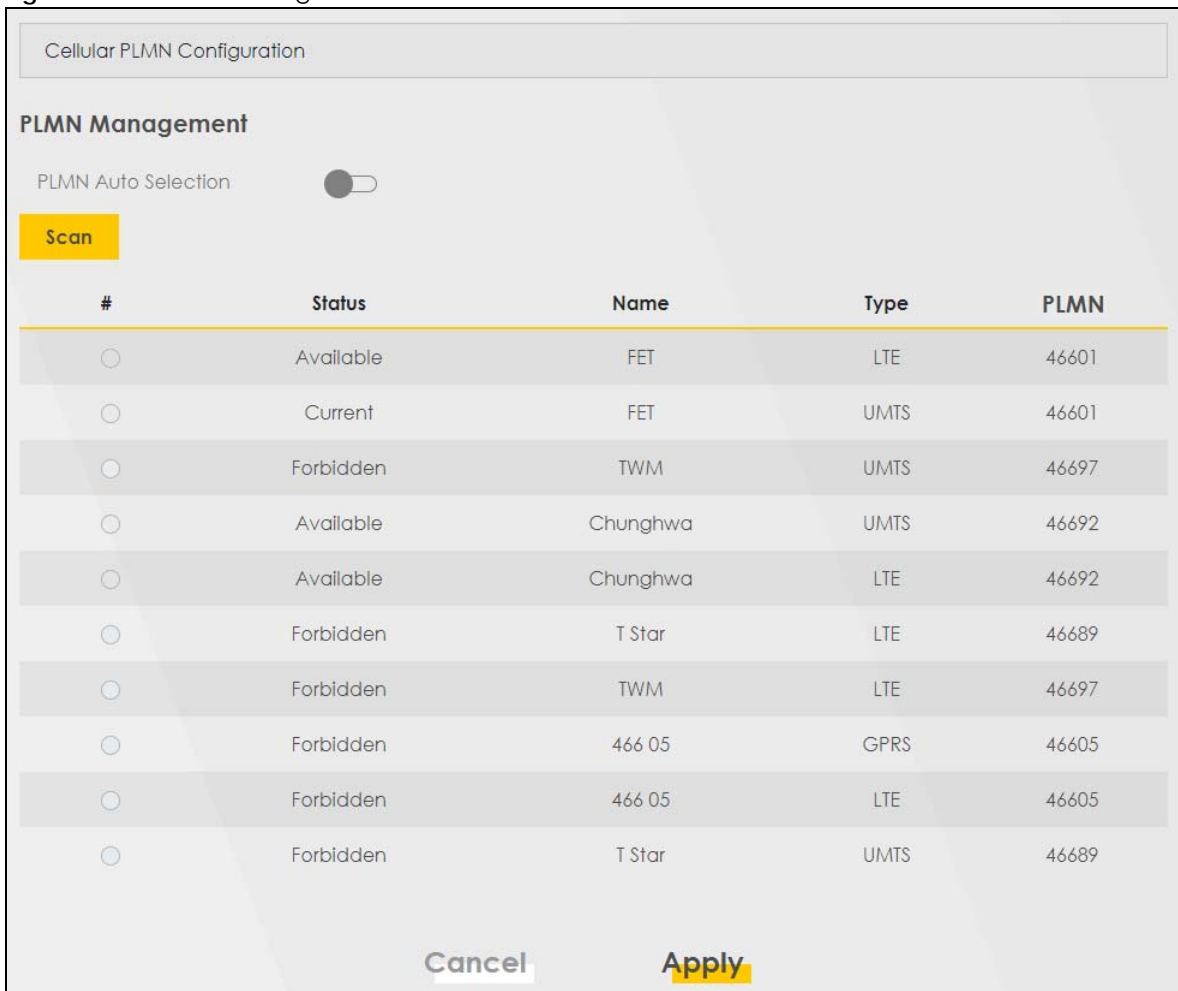 Cellular PLMN Configuration
PLMN Management
PLMN Auto Selection
Scan
# Status Name Type PLMN
Available FET LTE 46601
Current FET UMTS 46601
Forbidden TWM UMTS 46697
Available Chunghwa UMTS 46692
Available Chunghwa LTE 46692
Forbidden T Star LTE 46689
Forbidden TWM LTE 46697
Forbidden 466 05 GPRS 46605
Forbidden 466 05 LTE 46605
Forbidden T Star UMTS 46689
Cancel Apply